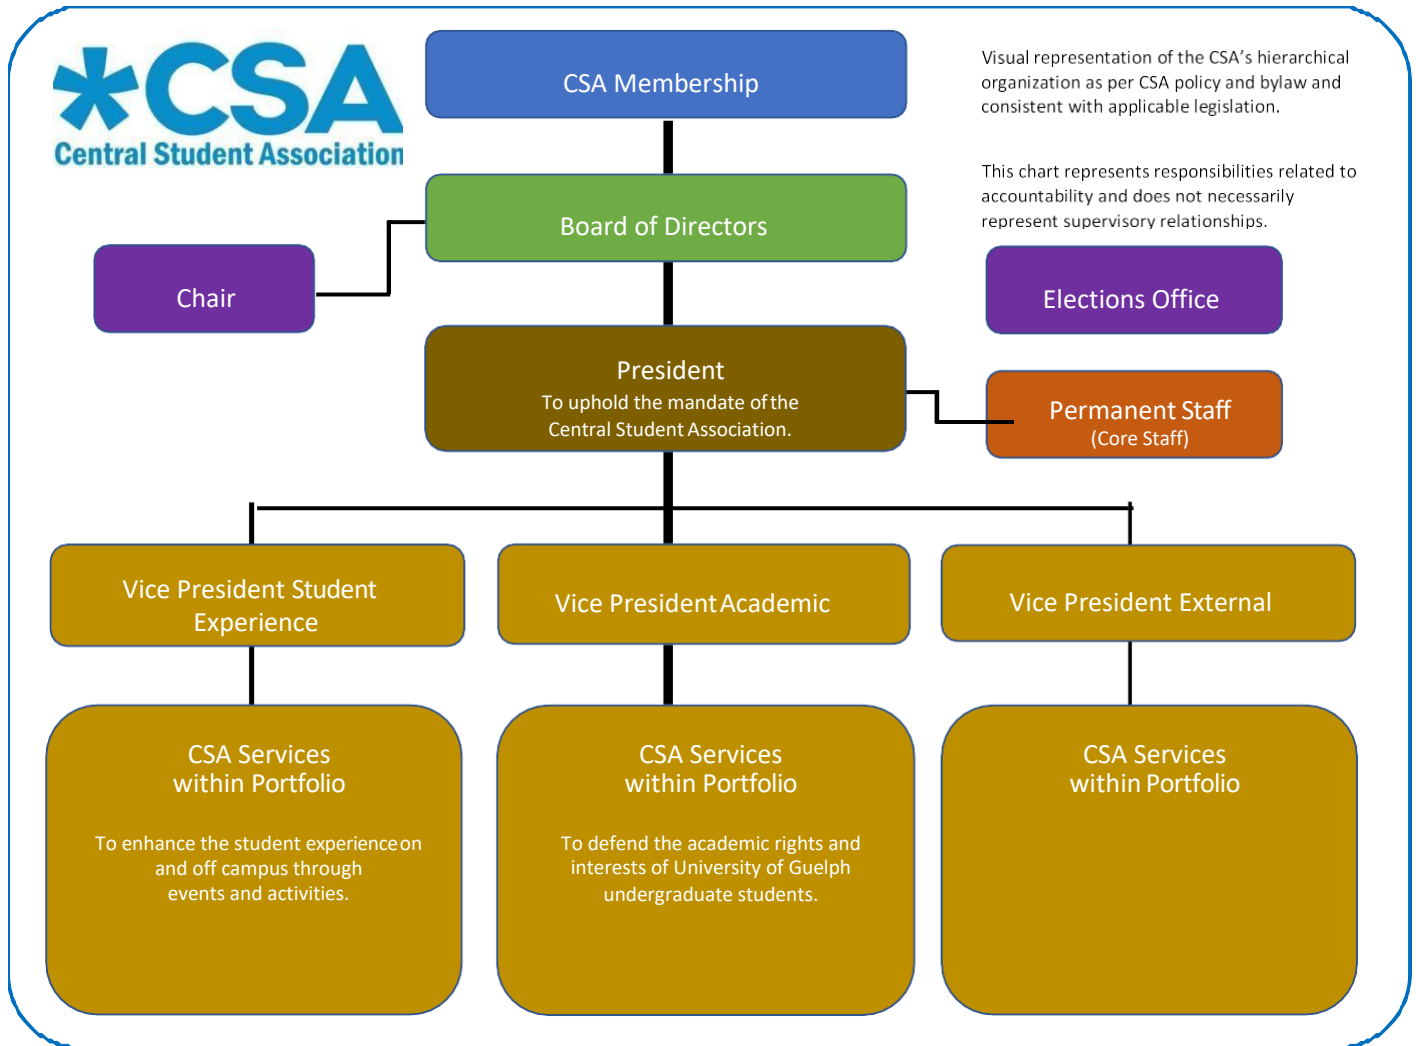 *CSA
Central Student Association
CSA Membership
Visual representation of the CSA's hierarchical
organization as per CSA policy and bylaw and
consistent with applicable legislation.
This chart represents responsibilities related to
accountability and does not necessarily
represent supervisory relationships.
Board of Directors
Chair
Elections Office
President
To uphold the mandate of the
Central Student Association.
Permanent Staff
(Core Staff)
Vice President Student
Experience
Vice President Academic
Vice President External
CSA Services
within Portfolio
To enhance the student experience on
and off campus through
events and activities.
CSA Services
within Portfolio
To defend the academic rights and
interests of University of Guelph
undergraduate students.
CSA Services
within Portfolio